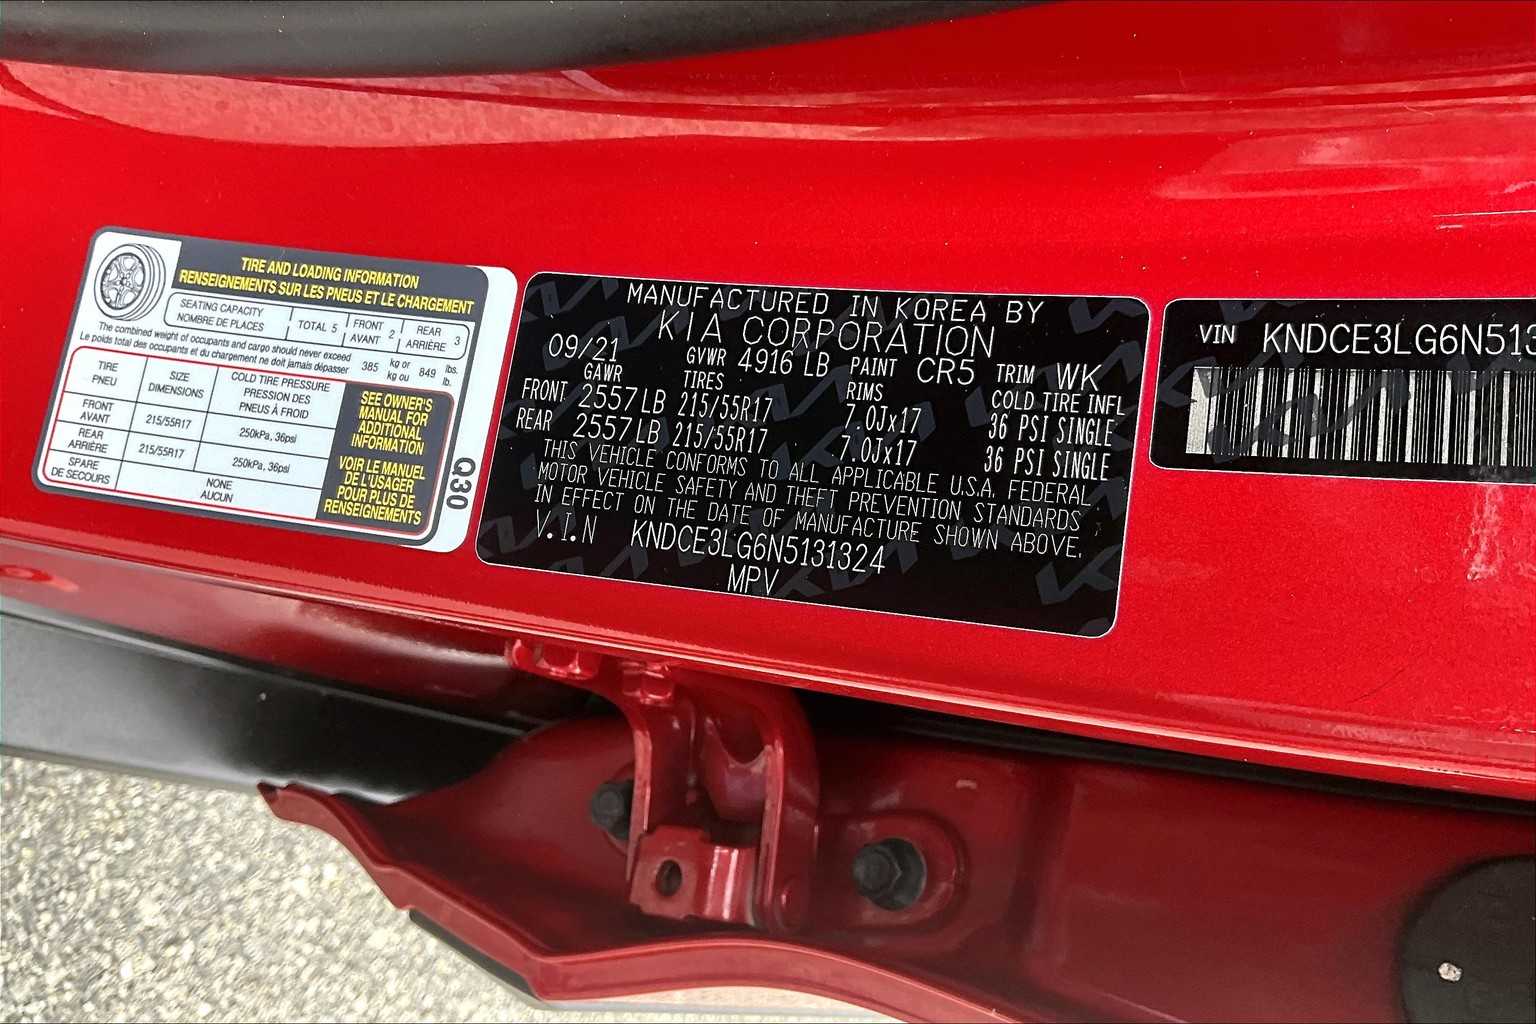 TIRE AND LOADING INFORMATION
RENSEIGNEMENTS SUR LES PNEUS ET LE CHARGEMENT
SEATING CAPACITY
NOMBRE DE PLACES
TOTAL 5
FRONT
AVANT
2
REAR
ARRIÈRE
3
The combined weight of occupants and cargo should never exceed
Le poids total des occupants et du chargement ne doit jamais dépasser
385
kg or
kg ou
849
lbs.
lb.
TIRE
PNEU
SIZE
DIMENSIONS
COLD TIRE PRESSURE
PRESSION DES
PNEUS À FROID
FRONT
AVANT
215/55R17
250kPa, 36psi
REAR
ARRIÈRE
215/55R17
250kPa, 36psi
SPARE
DE SECOURS
NONE
AUCUN
SEE OWNER'S
MANUAL FOR
ADDITIONAL
INFORMATION
VOIR LE MANUEL
DE L'USAGER
POUR PLUS DE
RENSEIGNEMENTS
Q30
MANUFACTURED IN KOREA BY
KIA CORPORATION
09/21 GVWR 4916 LB PAINT CR5 TRIM WK
GAWR TIRES RIMS COLD TIRE INFL
FRONT 2557LB 215/55R17 7.0Jx17 36 PSI SINGLE
REAR 2557LB 215/55R17 7.0Jx17 36 PSI SINGLE
THIS VEHICLE CONFORMS TO ALL APPLICABLE U.S.A. FEDERAL
MOTOR VEHICLE SAFETY AND THEFT PREVENTION STANDARDS
IN EFFECT ON THE DATE OF MANUFACTURE SHOWN ABOVE.
V.I.N KNDCE3LG6N5131324
MPV
VIN KNDCE3LG6N513